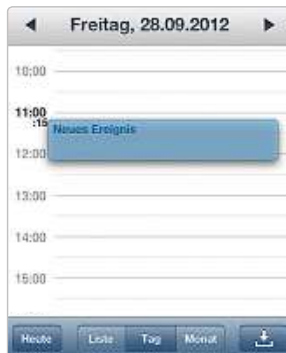 Freitag, 28.09.2012
10:00
11:00
:15
Neues Ereignis
12:00
13:00
14:00
15:00
Heute Liste Tag Monat